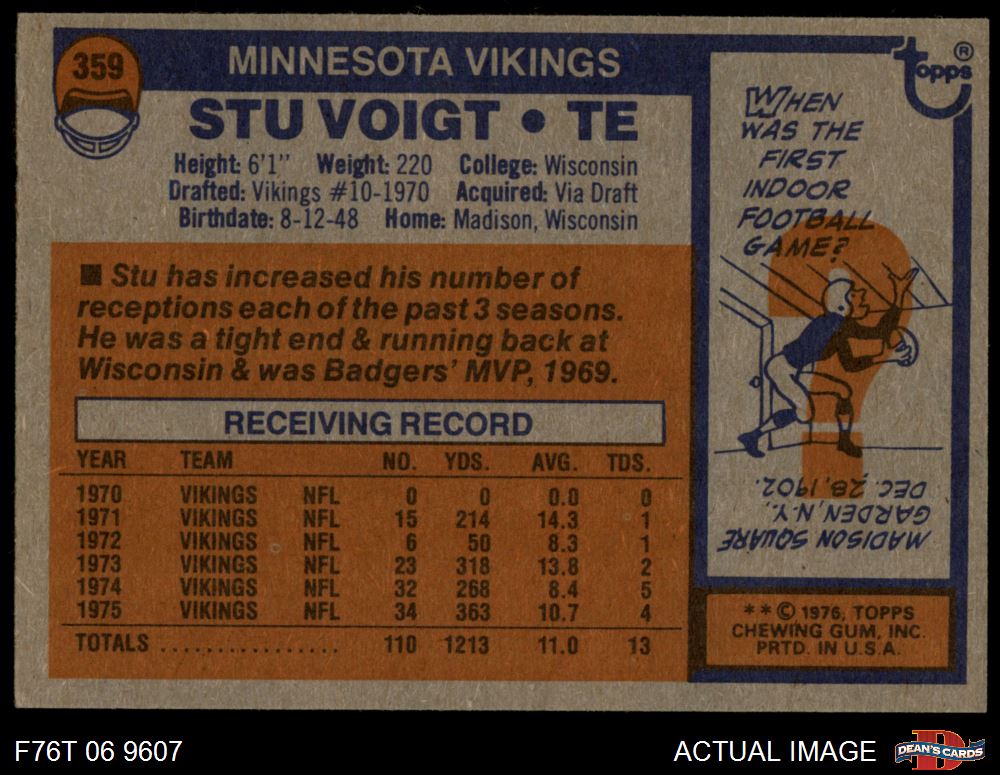 359
MINNESOTA VIKINGS
STU VOIGT • TE
Height: 6'1" Weight: 220 College: Wisconsin
Drafted: Vikings #10-1970 Acquired: Via Draft
Birthdate: 8-12-48 Home: Madison, Wisconsin
■ Stu has increased his number of
receptions each of the past 3 seasons.
He was a tight end & running back at
Wisconsin & was Badgers' MVP, 1969.
RECEIVING RECORD
YEAR TEAM NO. YDS. AVG. TDS.
1970 VIKINGS NFL 0 0 0.0 0
1971 VIKINGS NFL 15 214 14.3 1
1972 VIKINGS NFL 6 50 8.3 1
1973 VIKINGS NFL 23 318 13.8 2
1974 VIKINGS NFL 32 268 8.4 5
1975 VIKINGS NFL 34 363 10.7 4
TOTALS ................ 110 1213 11.0 13
topps ®
WHEN
WAS THE
FIRST
INDOOR
FOOTBALL
GAME?
?
MADISON SQUARE
GARDEN, N.Y.,
DEC. 28, 1902.
** © 1976, TOPPS
CHEWING GUM, INC.
PRTD. IN U.S.A.
F76T 06 9607
ACTUAL IMAGE
D
DEAN'S CARDS